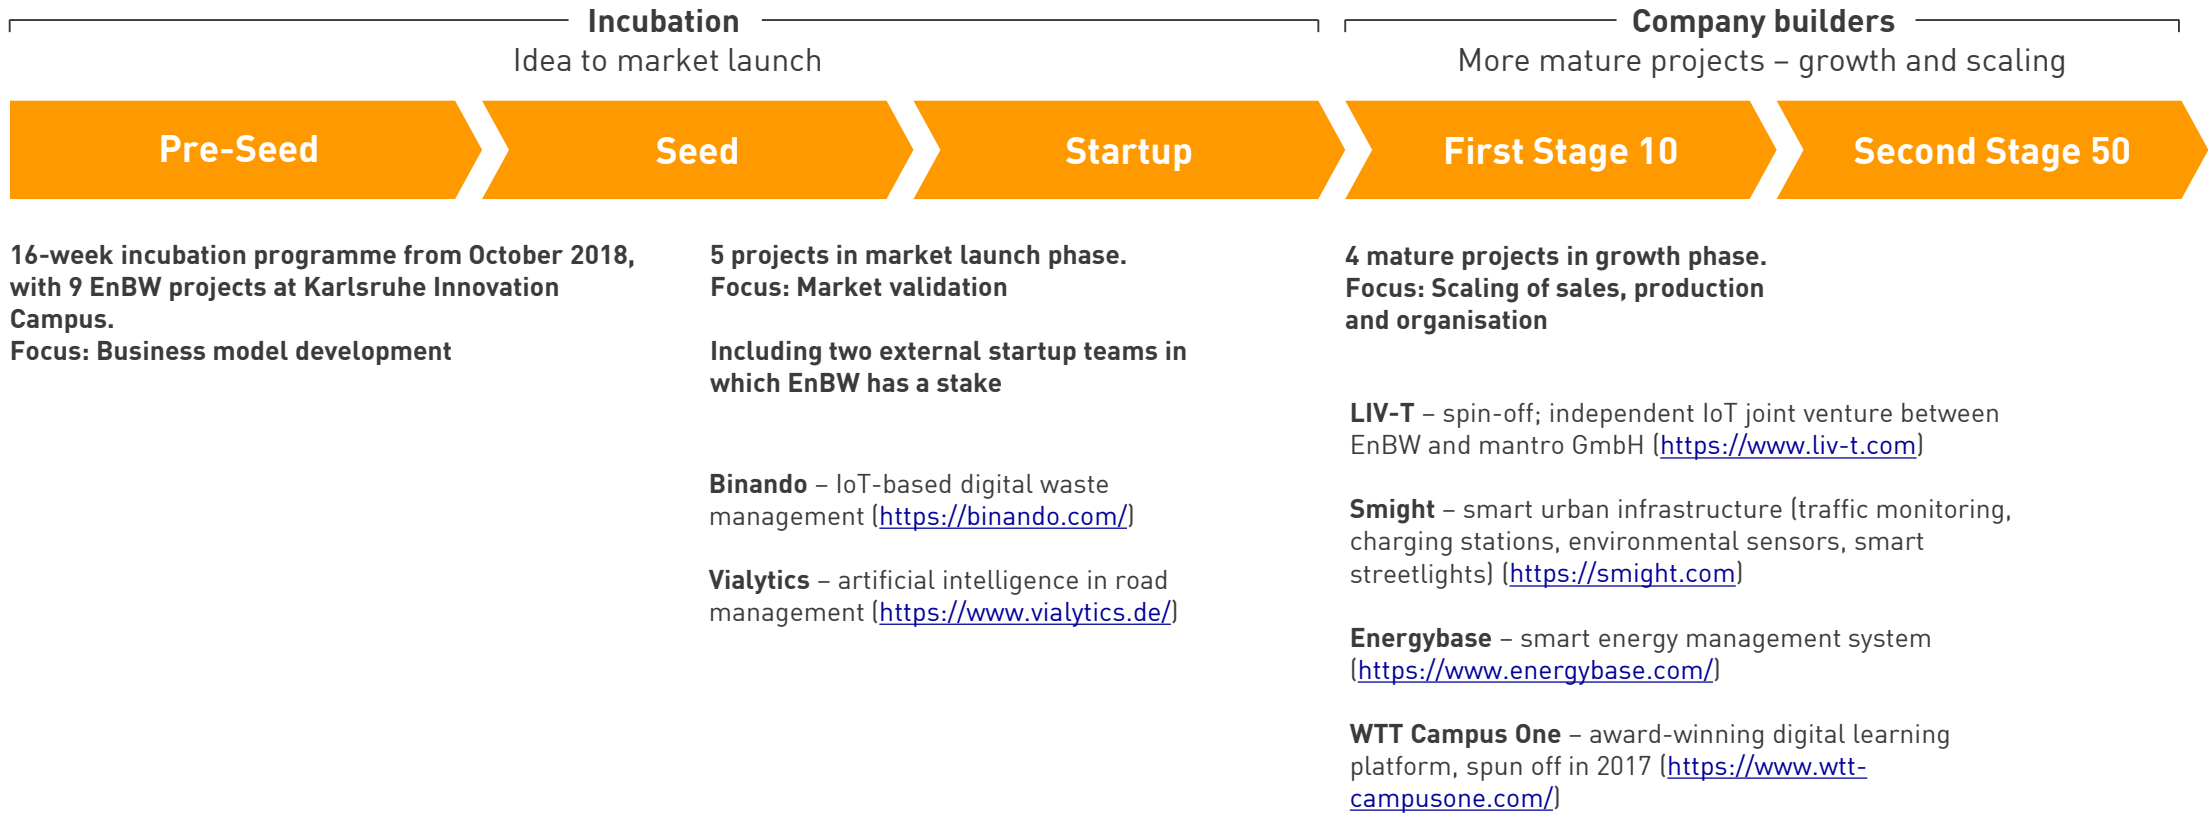 Incubation
Idea to market launch
Company builders
More mature projects – growth and scaling
Pre-Seed
Seed
Startup
First Stage 10
Second Stage 50
16-week incubation programme from October 2018,
with 9 EnBW projects at Karlsruhe Innovation
Campus.
Focus: Business model development
5 projects in market launch phase.
Focus: Market validation
Including two external startup teams in
which EnBW has a stake
Binando – IoT-based digital waste
management (https://binando.com/)
Vialytics – artificial intelligence in road
management (https://www.vialytics.de/)
4 mature projects in growth phase.
Focus: Scaling of sales, production
and organisation
LIV-T – spin-off; independent IoT joint venture between
EnBW and mantro GmbH (https://www.liv-t.com)
Smight – smart urban infrastructure (traffic monitoring,
charging stations, environmental sensors, smart
streetlights) (https://smight.com)
Energybase – smart energy management system
(https://www.energybase.com/)
WTT Campus One – award-winning digital learning
platform, spun off in 2017 (https://www.wtt-
campusone.com/)